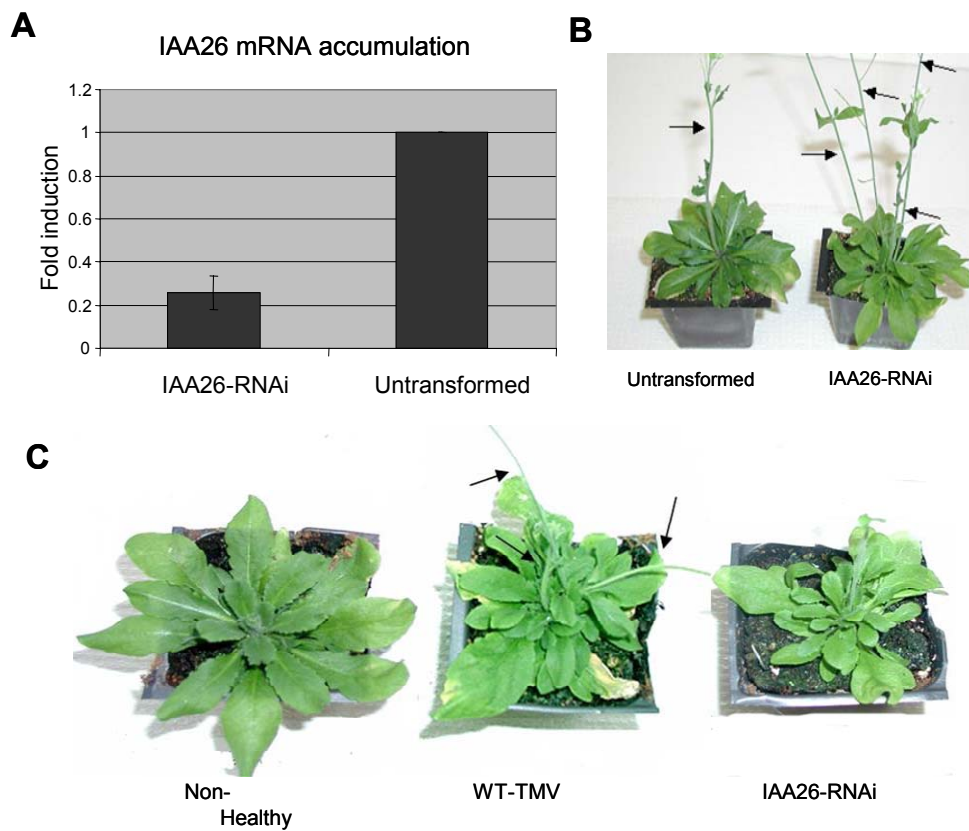 A
IAA26 mRNA accumulation
Fold induction
1.2
1
0.8
0.6
0.4
0.2
0
IAA26-RNAi
Untransformed
B
Untransformed
IAA26-RNAi
C
Non-
Healthy
WT-TMV
IAA26-RNAi